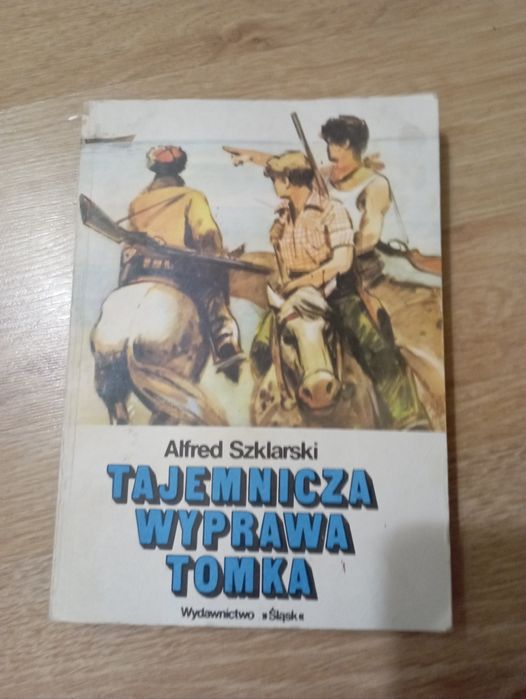 Alfred Szklarski
TAJEMNICZA
WYPRAWA
TOMKA
Wydawnictwo »Śląsk«